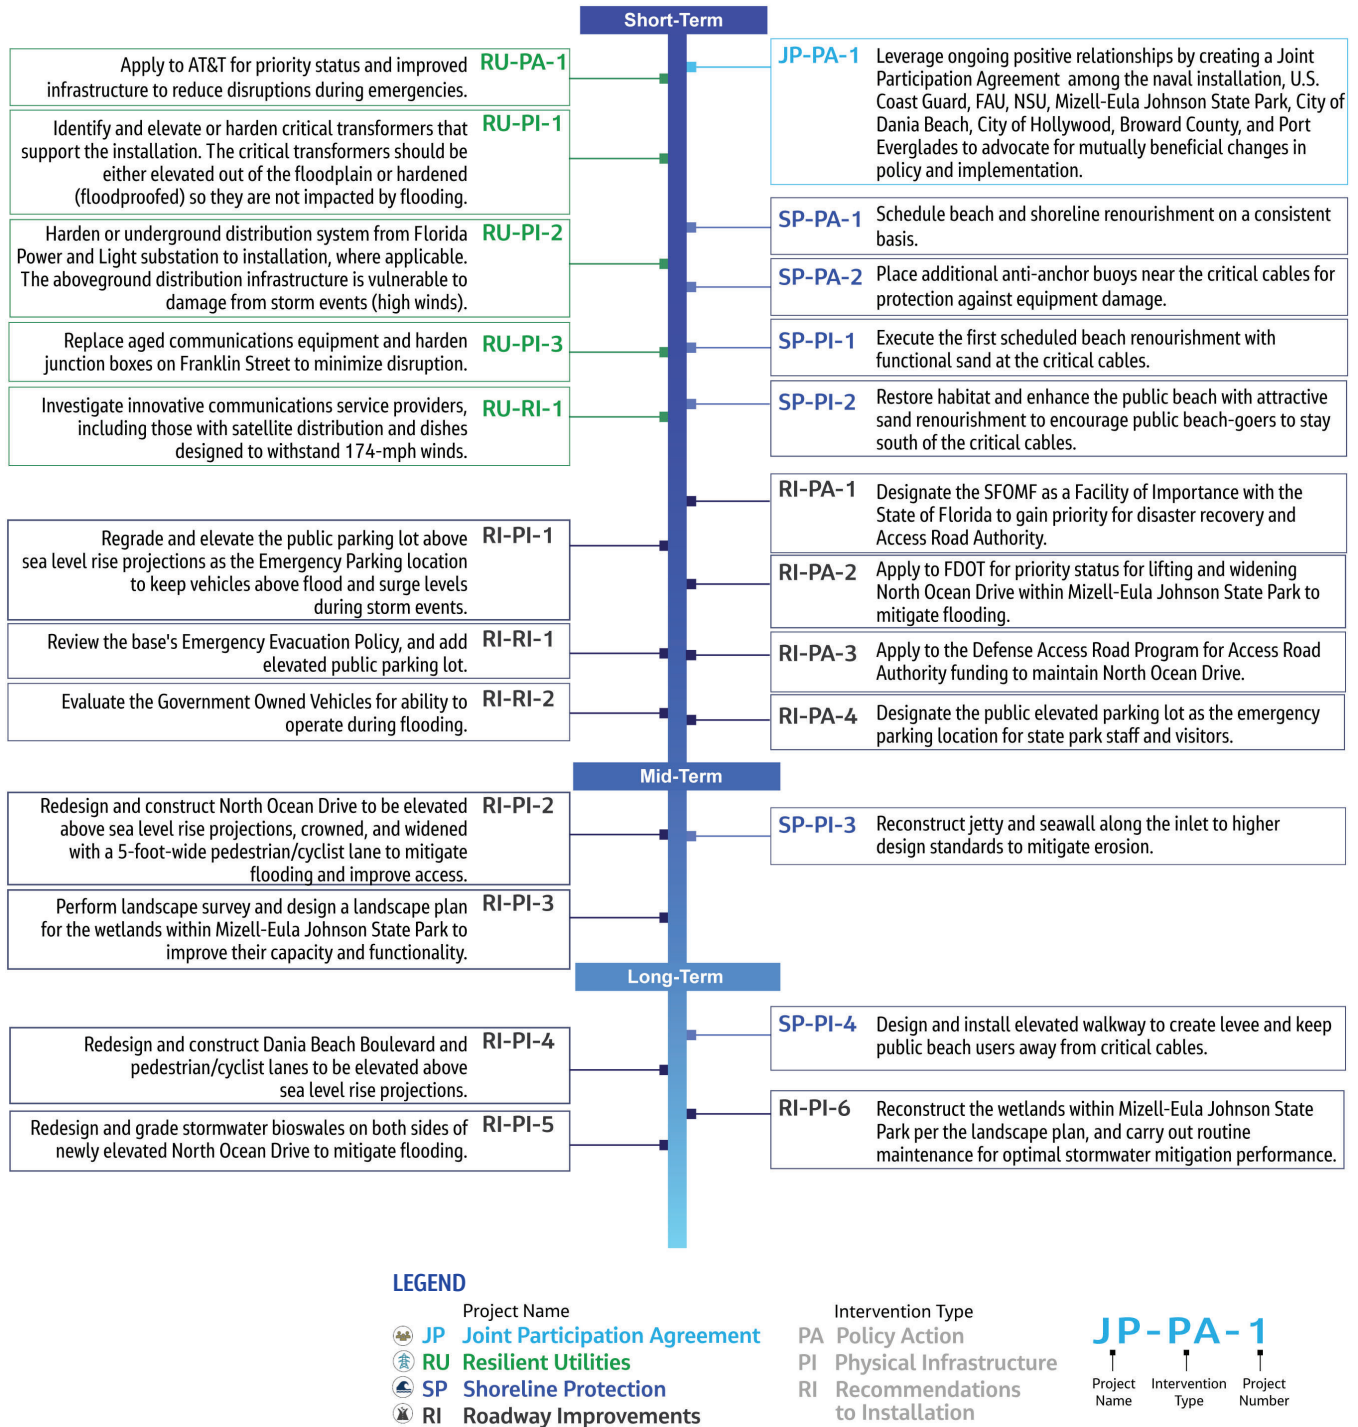 Short-Term
RU-PA-1
Apply to AT&T for priority status and improved
infrastructure to reduce disruptions during emergencies.
RU-PI-1
Identify and elevate or harden critical transformers that
support the installation. The critical transformers should be
either elevated out of the floodplain or hardened
(floodproofed) so they are not impacted by flooding.
RU-PI-2
Harden or underground distribution system from Florida
Power and Light substation to installation, where applicable.
The aboveground distribution infrastructure is vulnerable to
damage from storm events (high winds).
RU-PI-3
Replace aged communications equipment and harden
junction boxes on Franklin Street to minimize disruption.
RU-RI-1
Investigate innovative communications service providers,
including those with satellite distribution and dishes
designed to withstand 174-mph winds.
RI-PI-1
Regrade and elevate the public parking lot above
sea level rise projections as the Emergency Parking location
to keep vehicles above flood and surge levels
during storm events.
RI-RI-1
Review the base's Emergency Evacuation Policy, and add
elevated public parking lot.
RI-RI-2
Evaluate the Government Owned Vehicles for ability to
operate during flooding.
JP-PA-1
Leverage ongoing positive relationships by creating a Joint
Participation Agreement among the naval installation, U.S.
Coast Guard, FAU, NSU, Mizell-Eula Johnson State Park, City of
Dania Beach, City of Hollywood, Broward County, and Port
Everglades to advocate for mutually beneficial changes in
policy and implementation.
SP-PA-1
Schedule beach and shoreline renourishment on a consistent
basis.
SP-PA-2
Place additional anti-anchor buoys near the critical cables for
protection against equipment damage.
SP-PI-1
Execute the first scheduled beach renourishment with
functional sand at the critical cables.
SP-PI-2
Restore habitat and enhance the public beach with attractive
sand renourishment to encourage public beach-goers to stay
south of the critical cables.
RI-PA-1
Designate the SFOMF as a Facility of Importance with the
State of Florida to gain priority for disaster recovery and
Access Road Authority.
RI-PA-2
Apply to FDOT for priority status for lifting and widening
North Ocean Drive within Mizell-Eula Johnson State Park to
mitigate flooding.
RI-PA-3
Apply to the Defense Access Road Program for Access Road
Authority funding to maintain North Ocean Drive.
RI-PA-4
Designate the public elevated parking lot as the emergency
parking location for state park staff and visitors.
Mid-Term
RI-PI-2
Redesign and construct North Ocean Drive to be elevated
above sea level rise projections, crowned, and widened
with a 5-foot-wide pedestrian/cyclist lane to mitigate
flooding and improve access.
RI-PI-3
Perform landscape survey and design a landscape plan
for the wetlands within Mizell-Eula Johnson State Park to
improve their capacity and functionality.
SP-PI-3
Reconstruct jetty and seawall along the inlet to higher
design standards to mitigate erosion.
Long-Term
RI-PI-4
Redesign and construct Dania Beach Boulevard and
pedestrian/cyclist lanes to be elevated above
sea level rise projections.
RI-PI-5
Redesign and grade stormwater bioswales on both sides of
newly elevated North Ocean Drive to mitigate flooding.
SP-PI-4
Design and install elevated walkway to create levee and keep
public beach users away from critical cables.
RI-PI-6
Reconstruct the wetlands within Mizell-Eula Johnson State
Park per the landscape plan, and carry out routine
maintenance for optimal stormwater mitigation performance.
LEGEND
Project Name
JP Joint Participation Agreement
RU Resilient Utilities
SP Shoreline Protection
RI Roadway Improvements
Intervention Type
PA Policy Action
PI Physical Infrastructure
RI Recommendations
to Installation
JP-PA-1
Project Intervention Project
Name Type Number